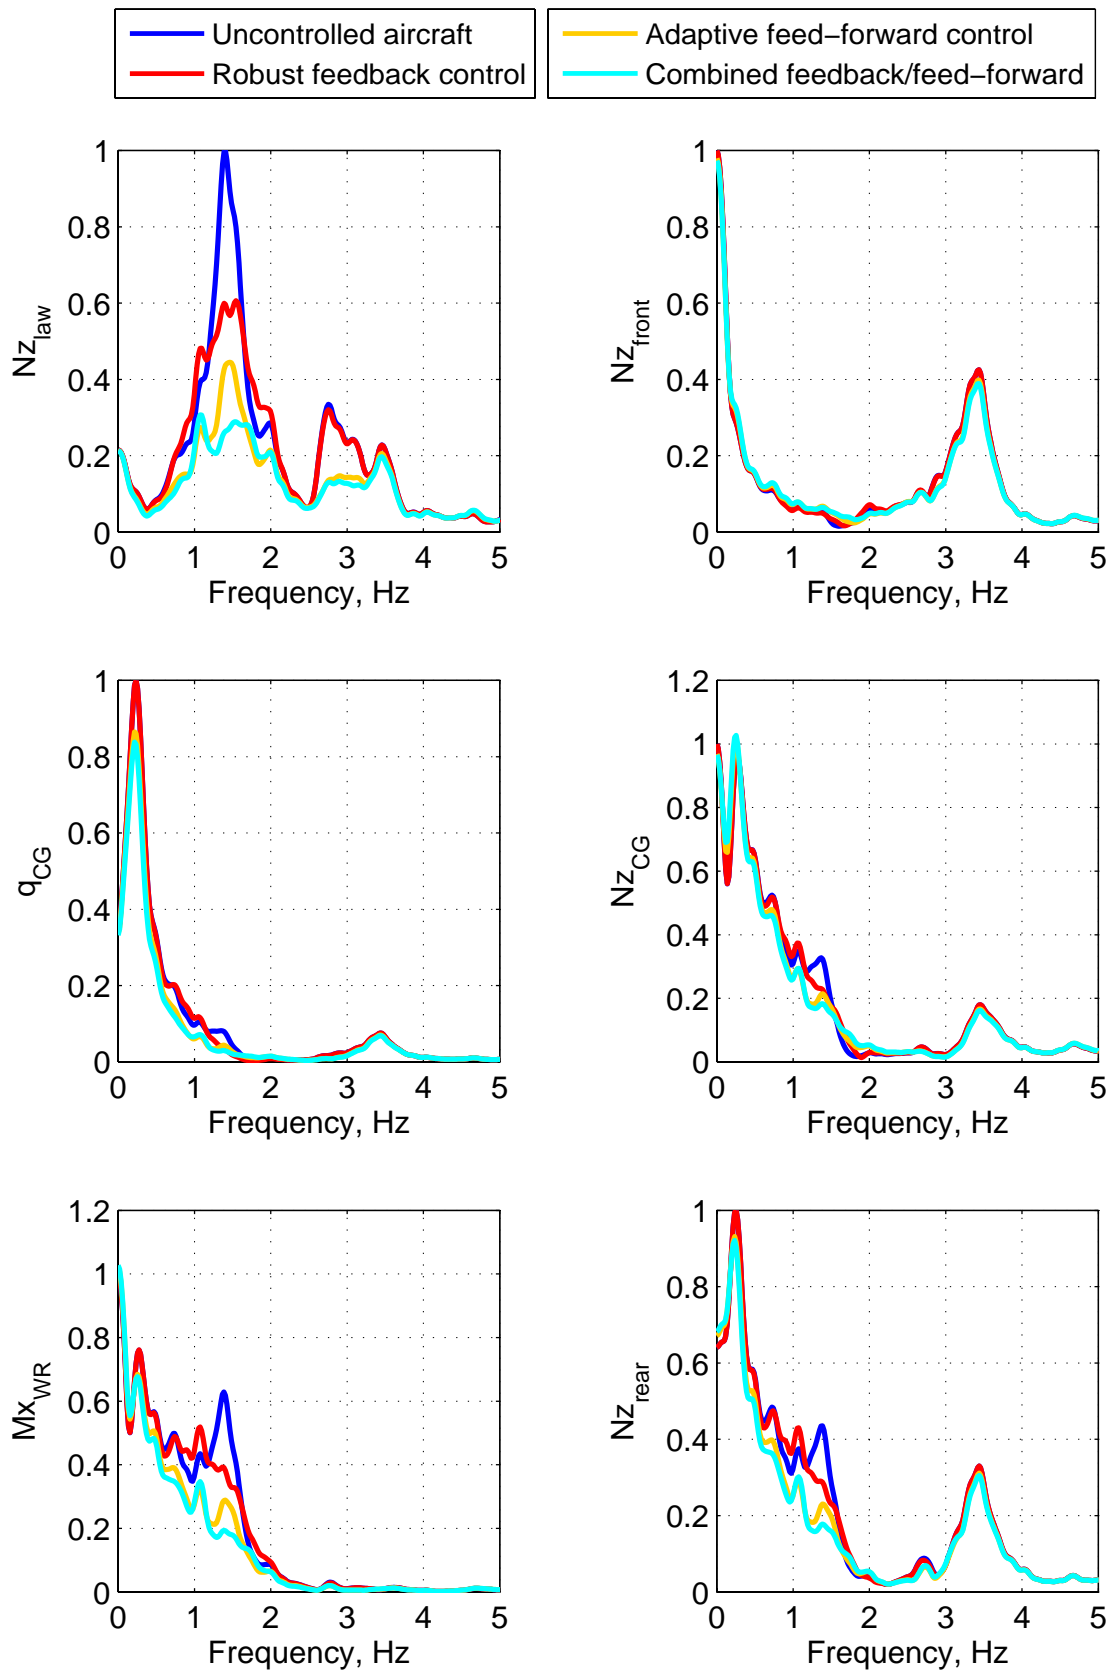 Uncontrolled aircraft
Robust feedback control
Adaptive feed−forward control
Combined feedback/feed−forward
1
0.8
0.6
0.4
0.2
0
0 1 2 3 4 5
Frequency, Hz
Nz_law
1
0.8
0.6
0.4
0.2
0
0 1 2 3 4 5
Frequency, Hz
Nz_front
1
0.8
0.6
0.4
0.2
0
0 1 2 3 4 5
Frequency, Hz
q_CG
1.2
1
0.8
0.6
0.4
0.2
0
0 1 2 3 4 5
Frequency, Hz
Nz_CG
1.2
1
0.8
0.6
0.4
0.2
0
0 1 2 3 4 5
Frequency, Hz
Mx_WR
1
0.8
0.6
0.4
0.2
0
0 1 2 3 4 5
Frequency, Hz
Nz_rear